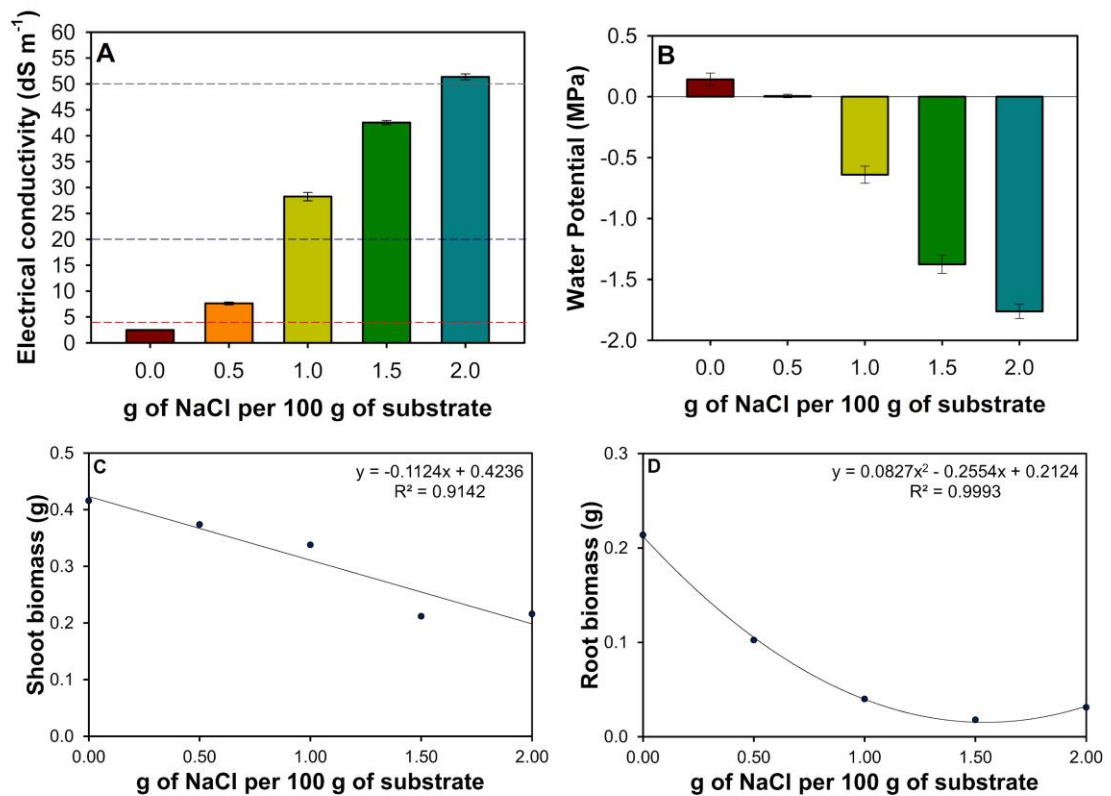 A
Electrical conductivity (dS m⁻¹)
60
55
50
45
40
35
30
25
20
15
10
5
0
0.0 0.5 1.0 1.5 2.0
g of NaCl per 100 g of substrate
B
Water Potential (MPa)
0.5
0.0
-0.5
-1.0
-1.5
-2.0
0.0 0.5 1.0 1.5 2.0
g of NaCl per 100 g of substrate
C
y = -0.1124x + 0.4236
R² = 0.9142
Shoot biomass (g)
0.5
0.4
0.3
0.2
0.1
0.0
0.00 0.50 1.00 1.50 2.00
g of NaCl per 100 g of substrate
D
y = 0.0827x² - 0.2554x + 0.2124
R² = 0.9993
Root biomass (g)
0.3
0.2
0.1
0.0
0.00 0.50 1.00 1.50 2.00
g of NaCl per 100 g of substrate